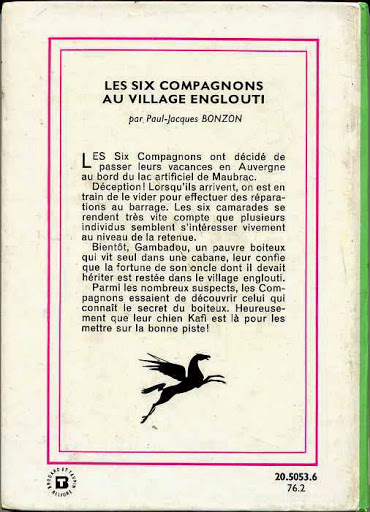 LES SIX COMPAGNONS
AU VILLAGE ENGLOUTI
par Paul-Jacques BONZON
LES Six Compagnons ont décidé de
passer leurs vacances en Auvergne
au bord du lac artificiel de Maubrac.
Déception! Lorsqu'ils arrivent, on est en
train de le vider pour effectuer des répara-
tions au barrage. Les six camarades se
rendent très vite compte que plusieurs
individus semblent s'intéresser vivement
au niveau de la retenue.
Bientôt, Gambadou, un pauvre boiteux
qui vit seul dans une cabane, leur confie
que la fortune de son oncle dont il devait
hériter est restée dans le village englouti.
Parmi les nombreux suspects, les Com-
pagnons essaient de découvrir celui qui
connaît le secret du boiteux. Heureuse-
ment que leur chien Kafi est là pour les
mettre sur la bonne piste!
BRODARD ET TAUPIN
RELIURE
20.5053.6
76.2